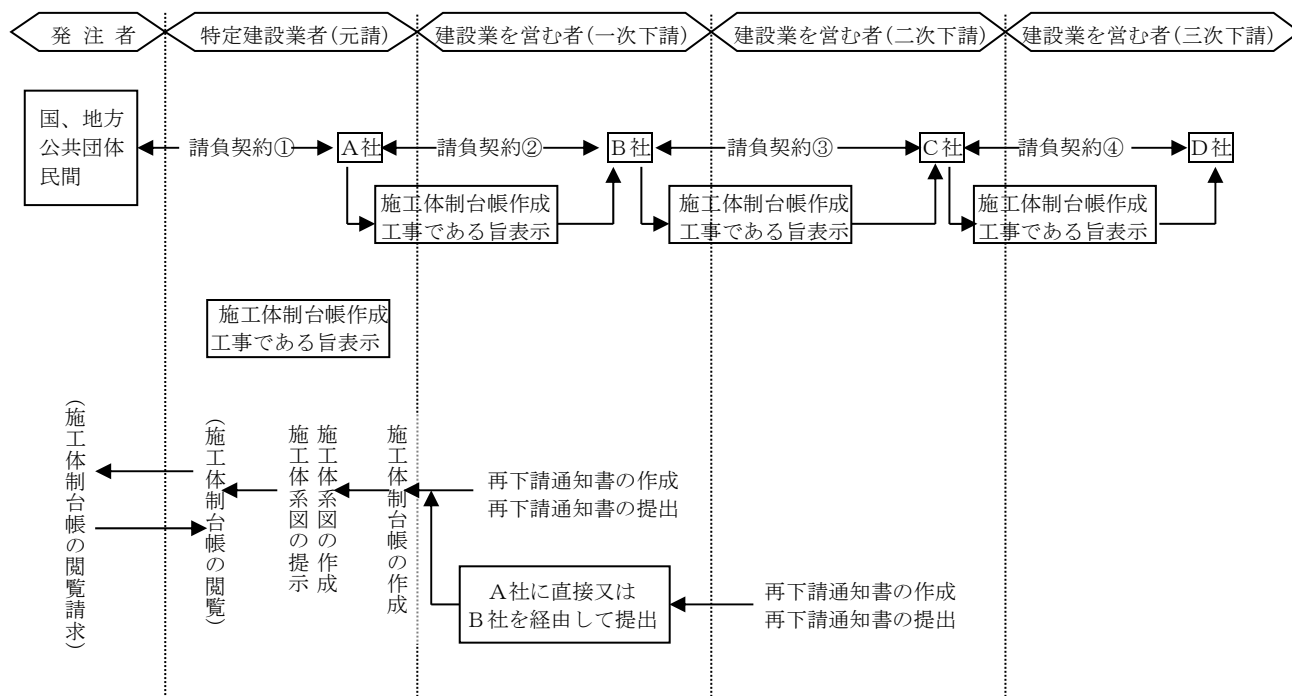 発 注 者
特定建設業者(元請)
建設業を営む者(一次下請)
建設業を営む者(二次下請)
建設業を営む者(三次下請)
国、地方
公共団体
民間
請負契約①
A社
請負契約②
B社
請負契約③
C社
請負契約④
D社
施工体制台帳作成
工事である旨表示
施工体制台帳作成
工事である旨表示
施工体制台帳作成
工事である旨表示
施工体制台帳作成
工事である旨表示
(施工体制台帳の閲覧請求)
(施工体制台帳の閲覧)
施工体系図の作成
施工体系図の提示
施工体制台帳の作成
再下請通知書の作成
再下請通知書の提出
A社に直接又は
B社を経由して提出
再下請通知書の作成
再下請通知書の提出